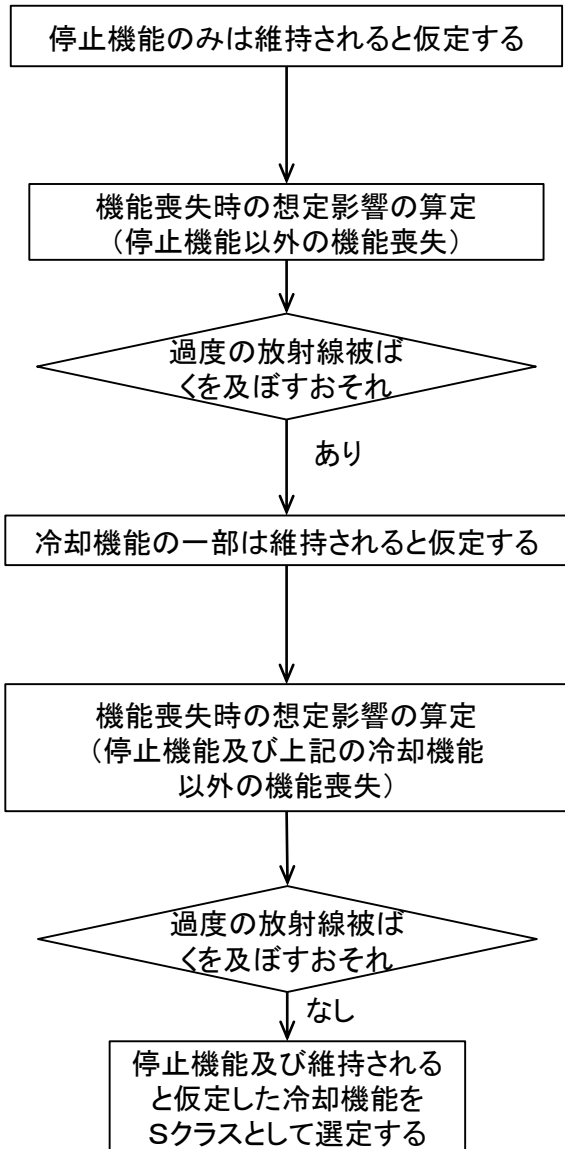 停止機能のみは維持されると仮定する
機能喪失時の想定影響の算定
（停止機能以外の機能喪失）
過度の放射線被ば
くを及ぼすおそれ
あり
冷却機能の一部は維持されると仮定する
機能喪失時の想定影響の算定
（停止機能及び上記の冷却機能
以外の機能喪失）
過度の放射線被ば
くを及ぼすおそれ
なし
停止機能及び維持される
と仮定した冷却機能を
Ｓクラスとして選定する